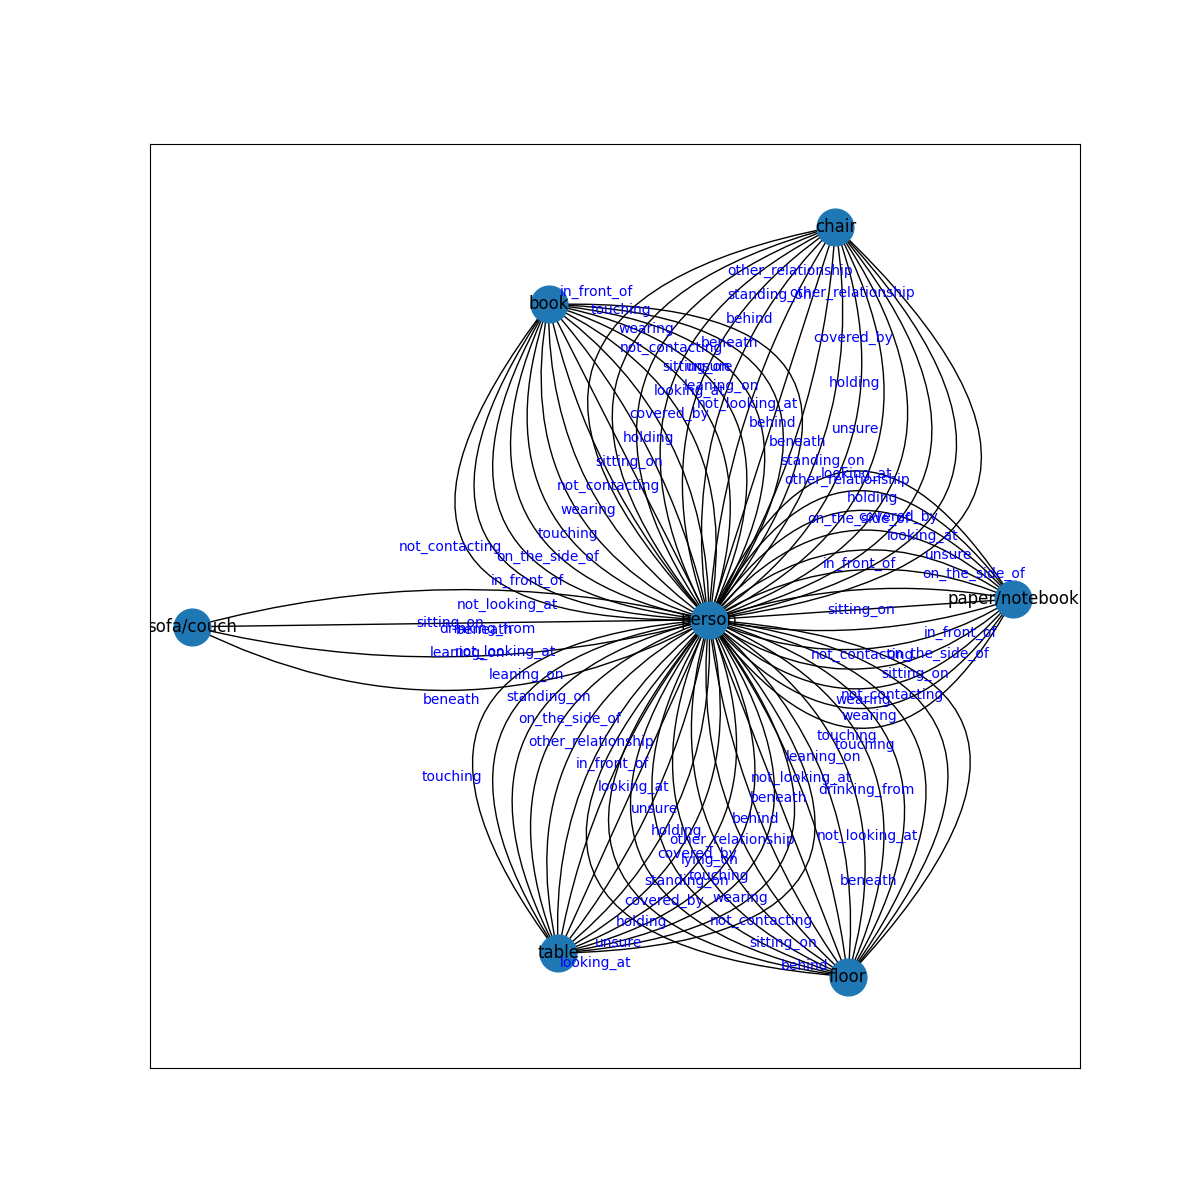 chair
other_relationship
in_front_of
other_relationship
standing_on
book
touching
behind
wearing
covered_by
beneath
not_contacting
sitting_on
unsure
holding
leaning_on
looking_at
not_looking_at
covered_by
behind
unsure
holding
beneath
sitting_on
standing_on
looking_at
other_relationship
not_contacting
holding
wearing
covered_by
on_the_side_of
touching
looking_at
not_contacting
unsure
on_the_side_of
in_front_of
on_the_side_of
in_front_of
paper/notebook
not_looking_at
sitting_on
person
sitting_on
sofa/couch
drinking_from
beneath
in_front_of
leaning_on
not_looking_at
not_contacting
on_the_side_of
leaning_on
sitting_on
beneath
standing_on
not_contacting
wearing
on_the_side_of
wearing
other_relationship
touching
touching
in_front_of
leaning_on
touching
not_looking_at
looking_at
drinking_from
beneath
unsure
behind
holding
not_looking_at
other_relationship
covered_by
lying_on
touching
standing_on
beneath
covered_by
wearing
holding
not_contacting
unsure
sitting_on
table
looking_at
behind
floor